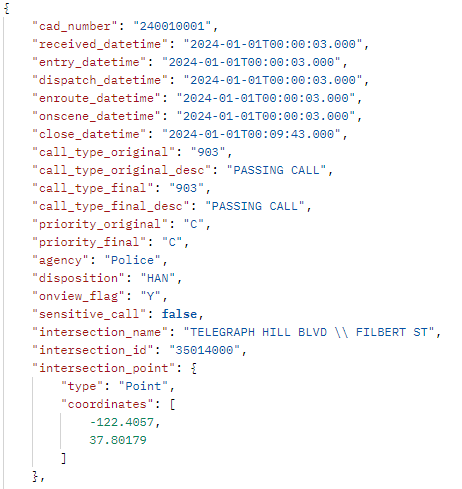 {
"cad_number": "240010001",
"received_datetime": "2024-01-01T00:00:03.000",
"entry_datetime": "2024-01-01T00:00:03.000",
"dispatch_datetime": "2024-01-01T00:00:03.000",
"enroute_datetime": "2024-01-01T00:00:03.000",
"onscene_datetime": "2024-01-01T00:00:03.000",
"close_datetime": "2024-01-01T00:09:43.000",
"call_type_original": "903",
"call_type_original_desc": "PASSING CALL",
"call_type_final": "903",
"call_type_final_desc": "PASSING CALL",
"priority_original": "C",
"priority_final": "C",
"agency": "Police",
"disposition": "HAN",
"onview_flag": "Y",
"sensitive_call": false,
"intersection_name": "TELEGRAPH HILL BLVD \\ FILBERT ST",
"intersection_id": "35014000",
"intersection_point": {
"type": "Point",
"coordinates": [
-122.4057,
37.80179
]
},